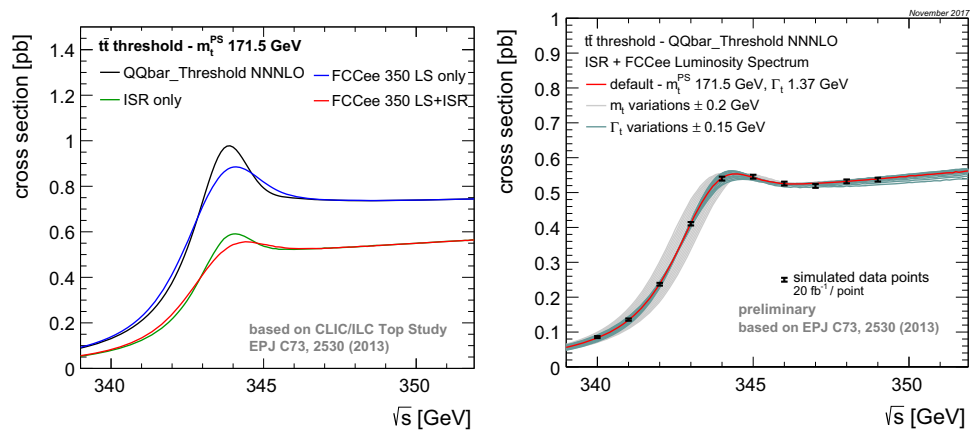 tt̄ threshold - m_t^PS 171.5 GeV
QQbar_Threshold NNNLO
FCCee 350 LS only
ISR only
FCCee 350 LS+ISR
cross section [pb]
1.4
1.2
1
0.8
0.6
0.4
0.2
0
based on CLIC/ILC Top Study
EPJ C73, 2530 (2013)
340
345
350
√s [GeV]
November 2017
tt̄ threshold - QQbar_Threshold NNNLO
ISR + FCCee Luminosity Spectrum
default - m_t^PS 171.5 GeV, Γ_t 1.37 GeV
m_t variations ± 0.2 GeV
Γ_t variations ± 0.15 GeV
cross section [pb]
1
0.9
0.8
0.7
0.6
0.5
0.4
0.3
0.2
0.1
0
simulated data points
20 fb⁻¹ / point
preliminary
based on EPJ C73, 2530 (2013)
340
345
350
√s [GeV]